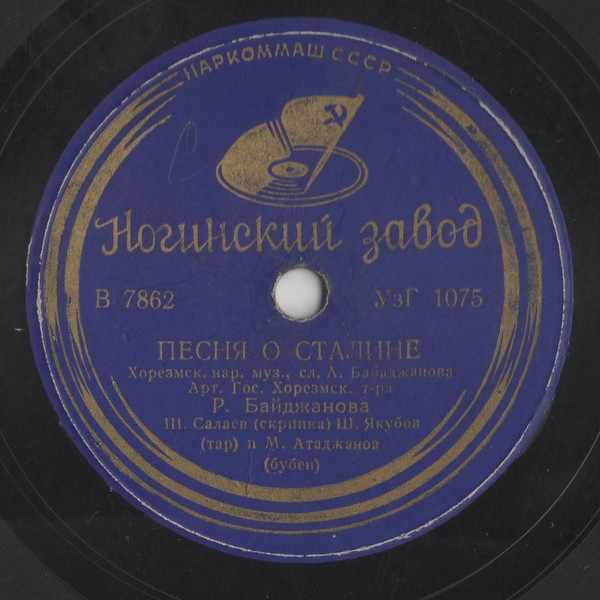 НАРКОММАШ СССР
Ногинский завод
В 7862 УзГ 1075
ПЕСНЯ О СТАЛИНЕ
Хорезмск. нар. муз., сл. А. Бабаджанова
Арт. Гос. Хорезмск. т-ра
Р. Байджанова
Ш. Салаев (скрипка) Ш. Якубов
(тар) и М. Атаджанов
(бубен)